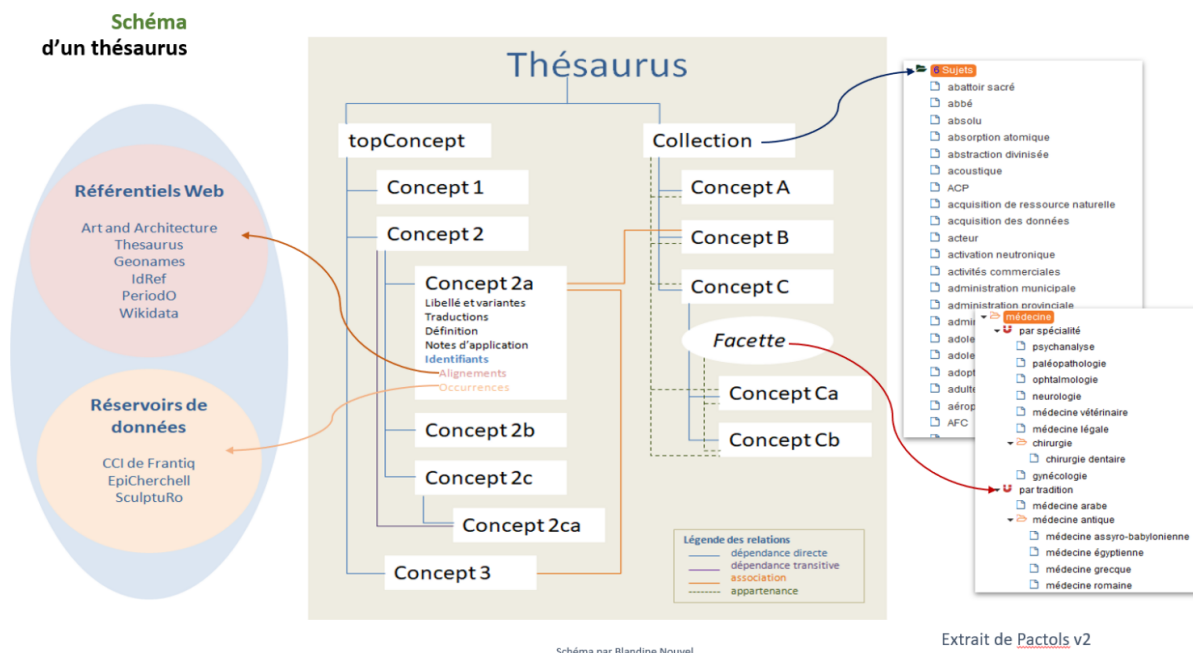 Schéma
d'un thésaurus
Référentiels Web
Art and Architecture
Thesaurus
Geonames
IdRef
PeriodO
Wikidata
Réservoirs de
données
CCI de Frantiq
EpiCherchell
SculptuRo
Thésaurus
topConcept
Concept 1
Concept 2
Concept 2a
Libellé et variantes
Traductions
Définition
Notes d'application
Identifiants
Alignements
Occurrences
Concept 2b
Concept 2c
Concept 2ca
Concept 3
Collection
Concept A
Concept B
Concept C
Facette
Concept Ca
Concept Cb
Légende des relations
dépendance directe
dépendance transitive
association
appartenance
Sujets
abattoir sacré
abbé
absolu
absorption atomique
abstraction divinisée
acoustique
ACP
acquisition de ressource naturelle
acquisition des données
acteur
activation neutronique
activités commerciales
administration municipale
administration provinciale
AFC
médecine
par spécialité
psychanalyse
paléopathologie
ophtalmologie
neurologie
médecine vétérinaire
médecine légale
chirurgie
chirurgie dentaire
gynécologie
par tradition
médecine arabe
médecine antique
médecine assyro-babylonienne
médecine égyptienne
médecine grecque
médecine romaine
Schéma par Blandine Nouvel
Extrait de Pactols v2